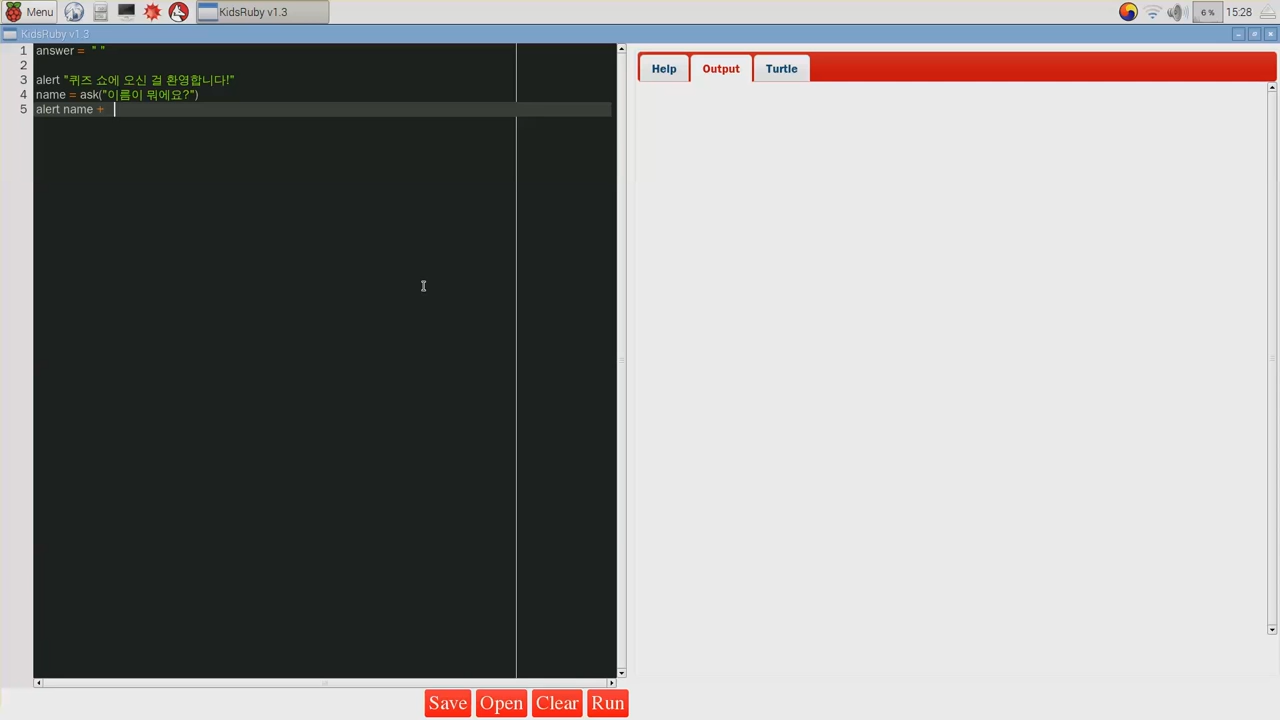 Menu
KidsRuby v1.3
6 %
15:28
KidsRuby v1.3
1 answer = " "
2
3 alert "퀴즈 쇼에 오신 걸 환영합니다!"
4 name = ask("이름이 뭐에요?")
5 alert name +
Help
Output
Turtle
Save
Open
Clear
Run